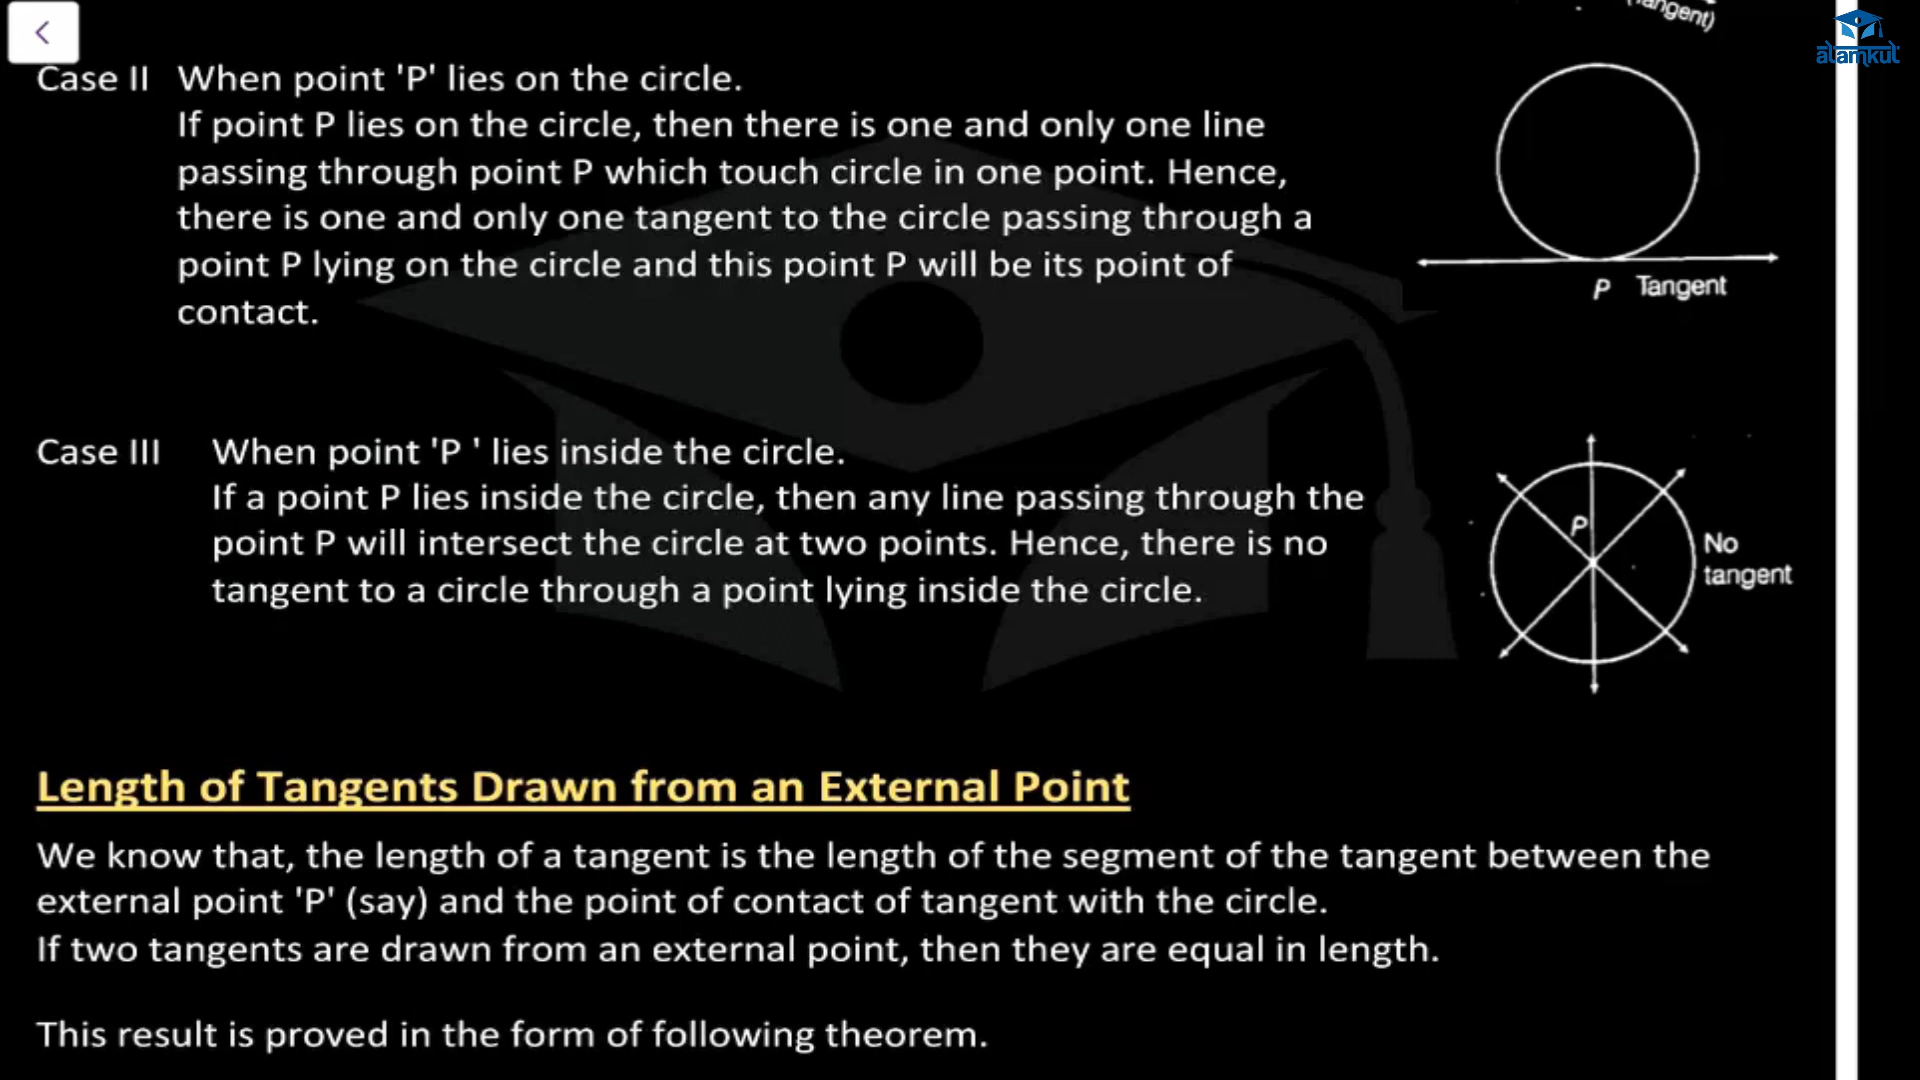 (Tangent)
alamkut
Case II When point 'P' lies on the circle.
If point P lies on the circle, then there is one and only one line
passing through point P which touch circle in one point. Hence,
there is one and only one tangent to the circle passing through a
point P lying on the circle and this point P will be its point of
contact.
P Tangent
Case III When point 'P ' lies inside the circle.
If a point P lies inside the circle, then any line passing through the
point P will intersect the circle at two points. Hence, there is no
tangent to a circle through a point lying inside the circle.
P
No
tangent
Length of Tangents Drawn from an External Point
We know that, the length of a tangent is the length of the segment of the tangent between the
external point 'P' (say) and the point of contact of tangent with the circle.
If two tangents are drawn from an external point, then they are equal in length.
This result is proved in the form of following theorem.